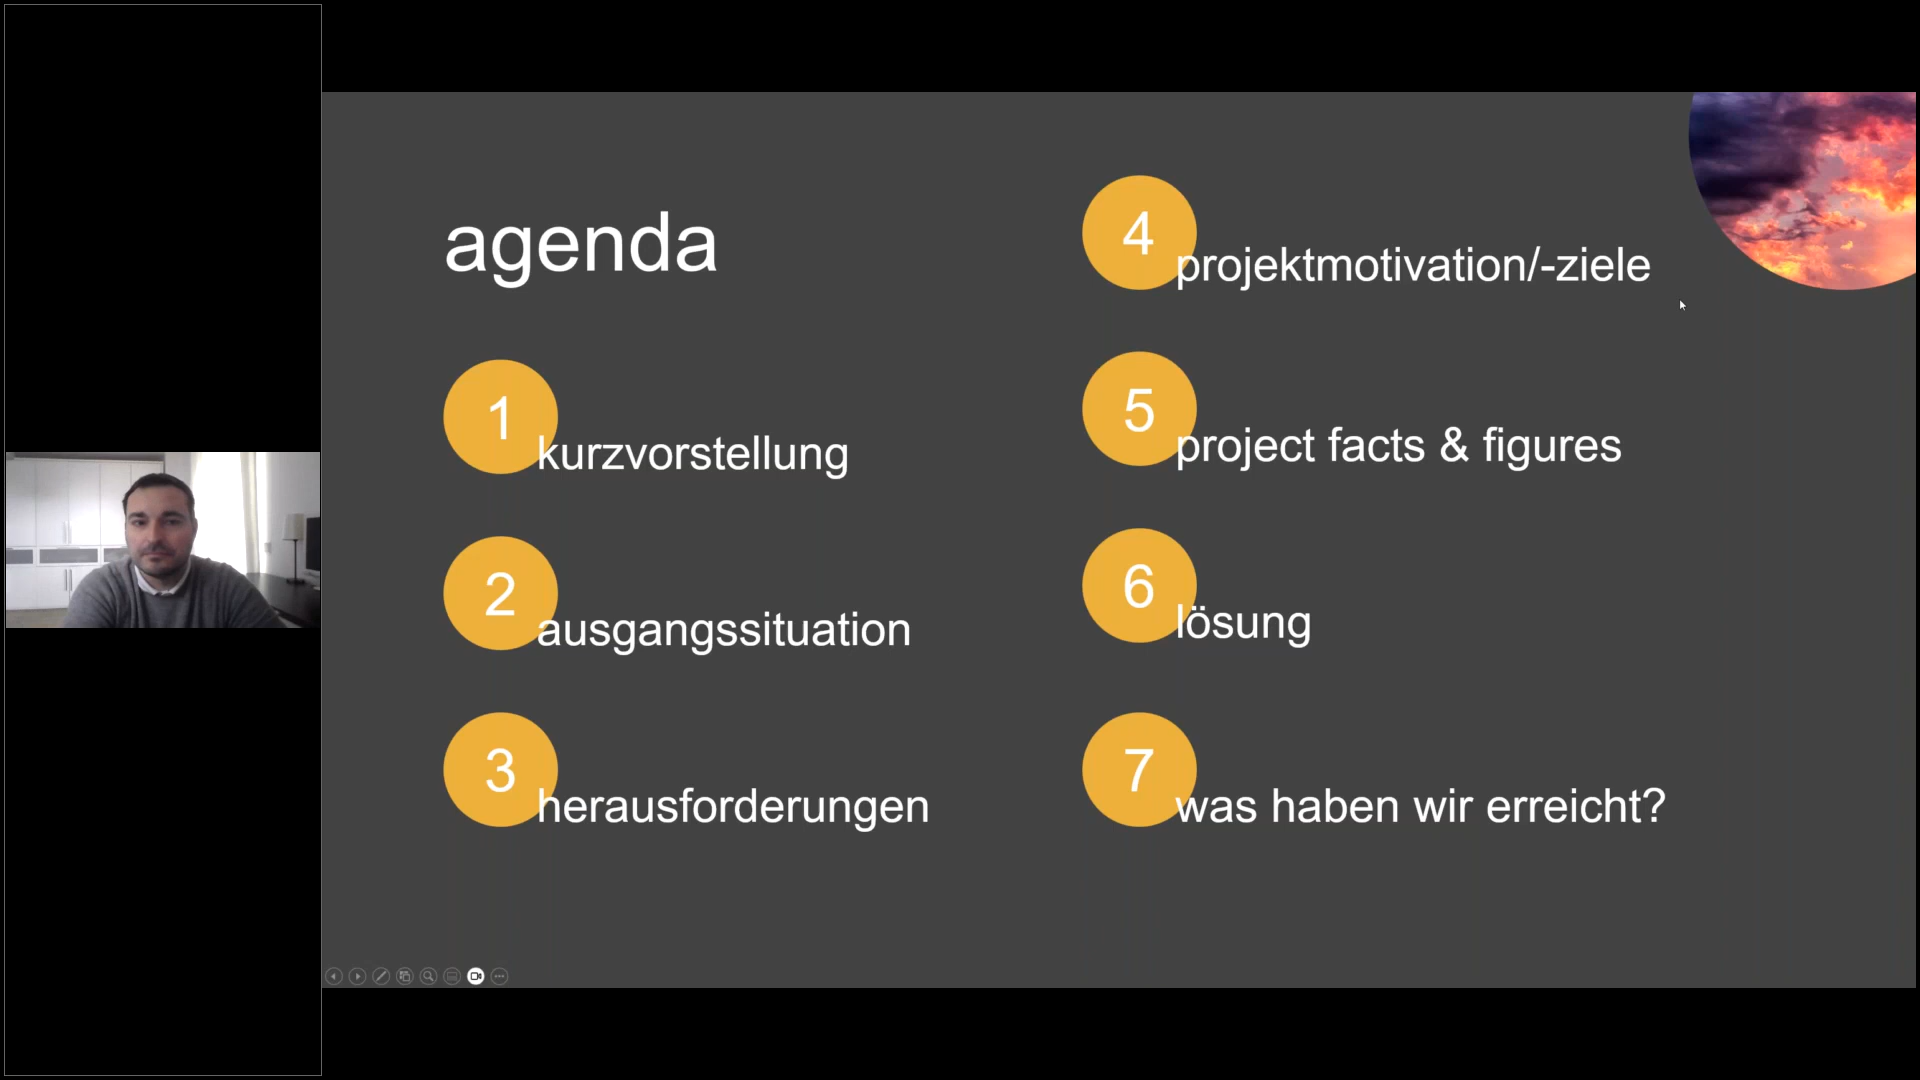 agenda
1
kurzvorstellung
2
ausgangssituation
3
herausforderungen
4
projektmotivation/-ziele
5
project facts & figures
6
lösung
7
was haben wir erreicht?